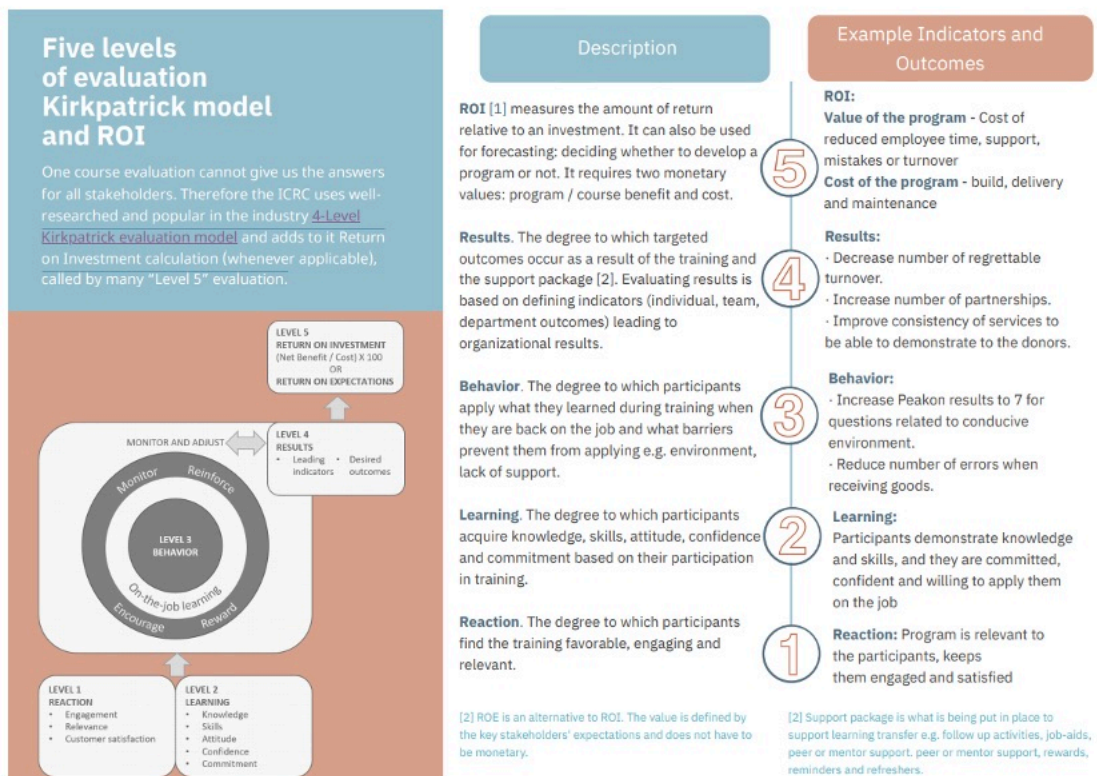 Five levels
of evaluation
Kirkpatrick model
and ROI
One course evaluation cannot give us the answers
for all stakeholders. Therefore the ICRC uses well-
researched and popular in the industry 4-Level
Kirkpatrick evaluation model and adds to it Return
on Investment calculation (whenever applicable),
called by many “Level 5” evaluation.
LEVEL 5
RETURN ON INVESTMENT
(Net Benefit / Cost) X 100
OR
RETURN ON EXPECTATIONS
MONITOR AND ADJUST
LEVEL 4
RESULTS
• Leading indicators
• Desired outcomes
Monitor
Reinforce
LEVEL 3
BEHAVIOR
On-the-job learning
Encourage
Reward
LEVEL 1
REACTION
• Engagement
• Relevance
• Customer satisfaction
LEVEL 2
LEARNING
• Knowledge
• Skills
• Attitude
• Confidence
• Commitment
Description
ROI [1] measures the amount of return
relative to an investment. It can also be used
for forecasting: deciding whether to develop a
program or not. It requires two monetary
values: program / course benefit and cost.
Results. The degree to which targeted
outcomes occur as a result of the training and
the support package [2]. Evaluating results is
based on defining indicators (individual, team,
department outcomes) leading to
organizational results.
Behavior. The degree to which participants
apply what they learned during training when
they are back on the job and what barriers
prevent them from applying e.g. environment,
lack of support.
Learning. The degree to which participants
acquire knowledge, skills, attitude, confidence
and commitment based on their participation
in training.
Reaction. The degree to which participants
find the training favorable, engaging and
relevant.
[2] ROE is an alternative to ROI. The value is defined by
the key stakeholders' expectations and does not have to
be monetary.
Example Indicators and
Outcomes
5
ROI:
Value of the program - Cost of
reduced employee time, support,
mistakes or turnover
Cost of the program - build, delivery
and maintenance
4
Results:
· Decrease number of regrettable
turnover.
· Increase number of partnerships.
· Improve consistency of services to
be able to demonstrate to the donors.
3
Behavior:
· Increase Peakon results to 7 for
questions related to conducive
environment.
· Reduce number of errors when
receiving goods.
2
Learning:
Participants demonstrate knowledge
and skills, and they are committed,
confident and willing to apply them
on the job
1
Reaction: Program is relevant to
the participants, keeps
them engaged and satisfied
[2] Support package is what is being put in place to
support learning transfer e.g. follow up activities, job-aids,
peer or mentor support. peer or mentor support, rewards,
reminders and refreshers.